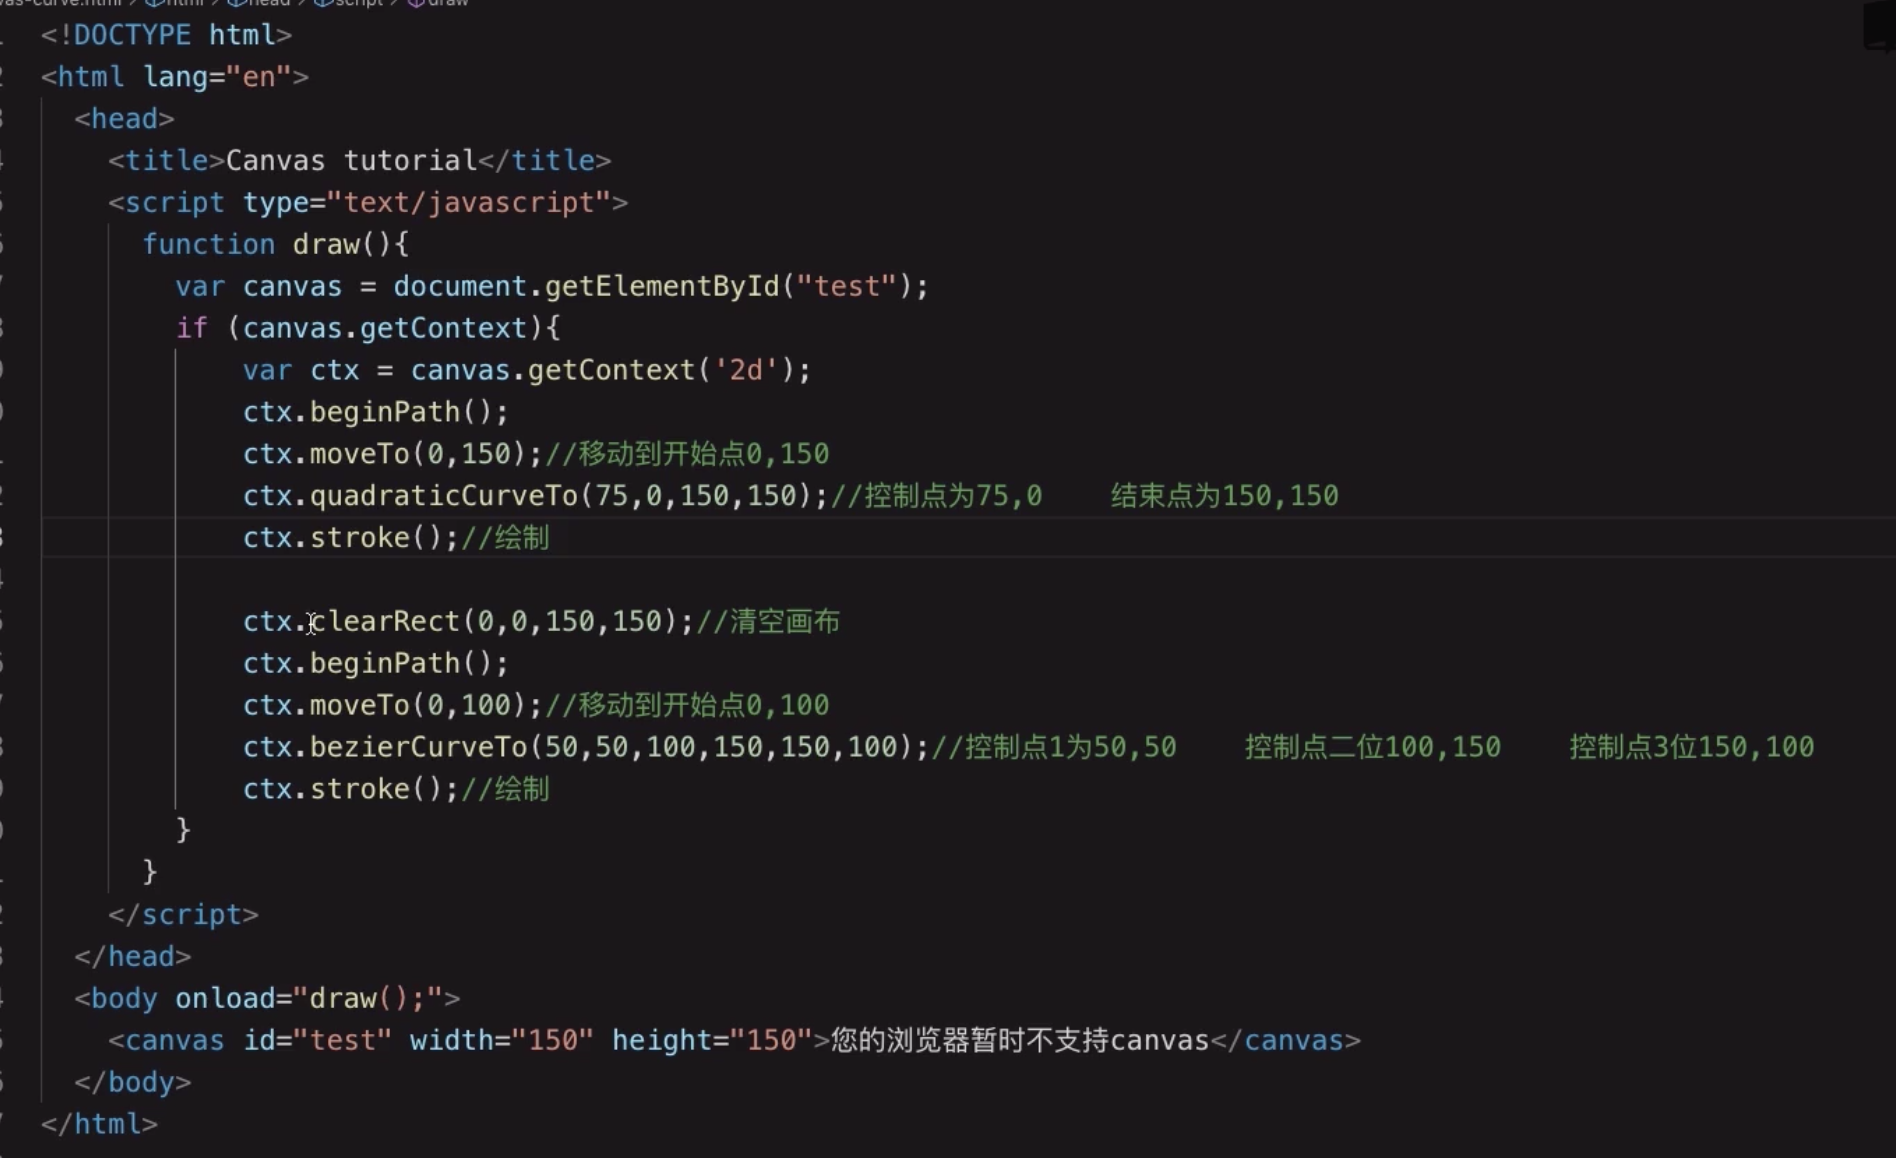 html > head > script > draw
<!DOCTYPE html>
<html lang="en">
<head>
<title>Canvas tutorial</title>
<script type="text/javascript">
function draw(){
var canvas = document.getElementById("test");
if (canvas.getContext){
var ctx = canvas.getContext('2d');
ctx.beginPath();
ctx.moveTo(0,150);//移动到开始点0,150
ctx.quadraticCurveTo(75,0,150,150);//控制点为75,0    结束点为150,150
ctx.stroke();//绘制
ctx.clearRect(0,0,150,150);//清空画布
ctx.beginPath();
ctx.moveTo(0,100);//移动到开始点0,100
ctx.bezierCurveTo(50,50,100,150,150,100);//控制点1为50,50    控制点二位100,150    控制点3位150,100
ctx.stroke();//绘制
}
}
</script>
</head>
<body onload="draw();">
<canvas id="test" width="150" height="150">您的浏览器暂时不支持canvas</canvas>
</body>
</html>